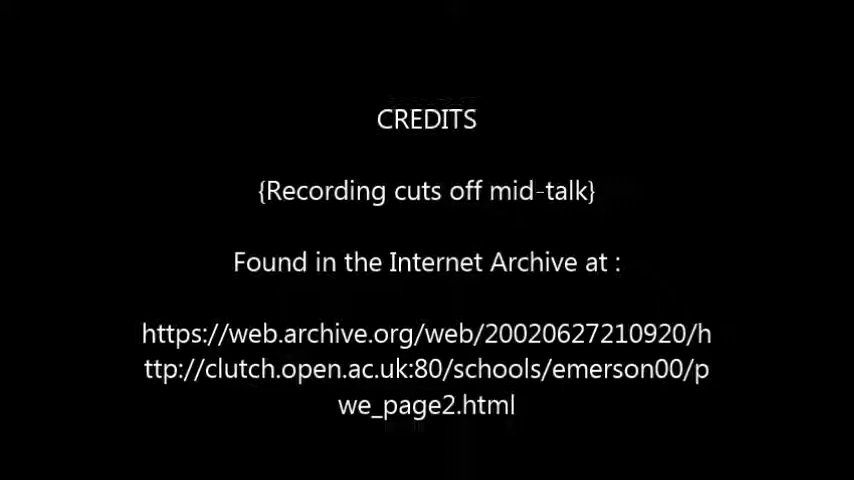 CREDITS
{Recording cuts off mid-talk}
Found in the Internet Archive at :
https://web.archive.org/web/20020627210920/h
ttp://clutch.open.ac.uk:80/schools/emerson00/p
we_page2.html